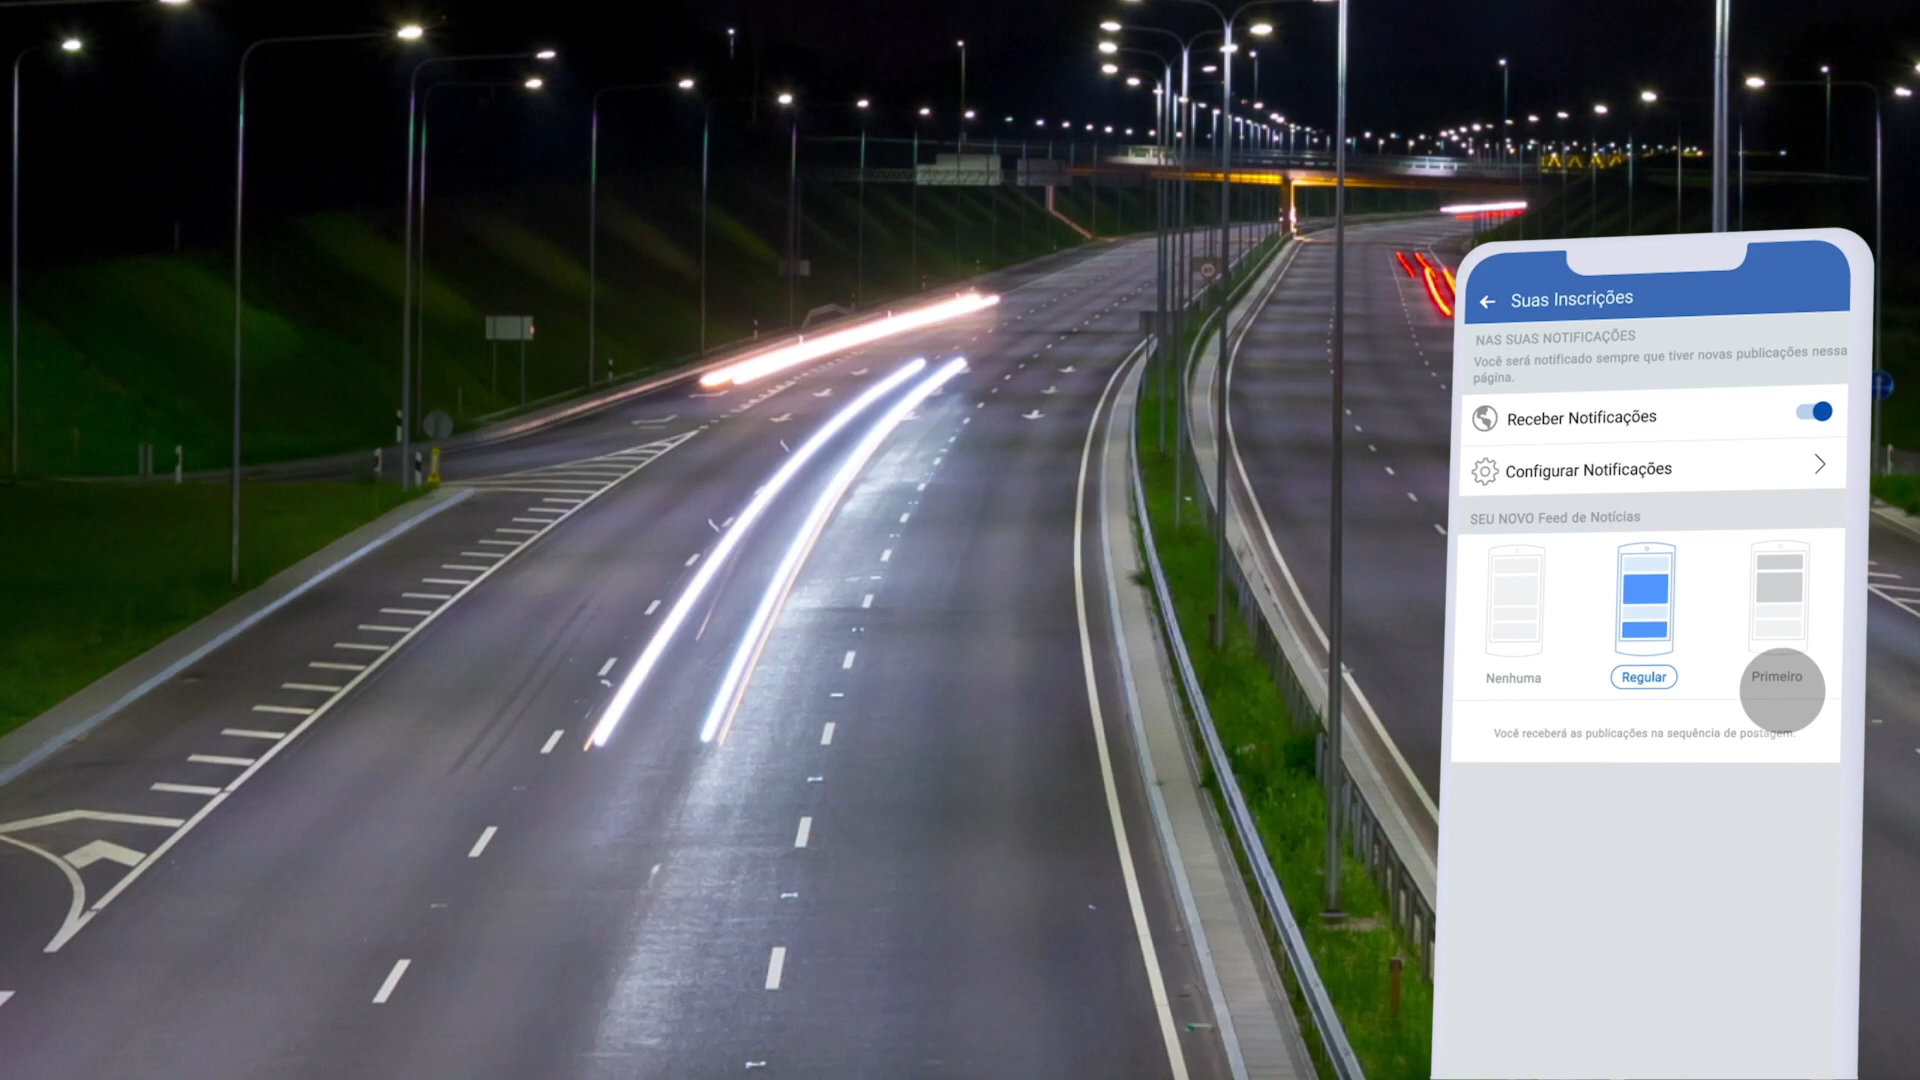 Suas Inscrições
NAS SUAS NOTIFICAÇÕES
Você será notificado sempre que tiver novas publicações nessa
página.
Receber Notificações
Configurar Notificações
SEU NOVO Feed de Notícias
Nenhuma
Regular
Primeiro
Você receberá as publicações na sequência de postagem.